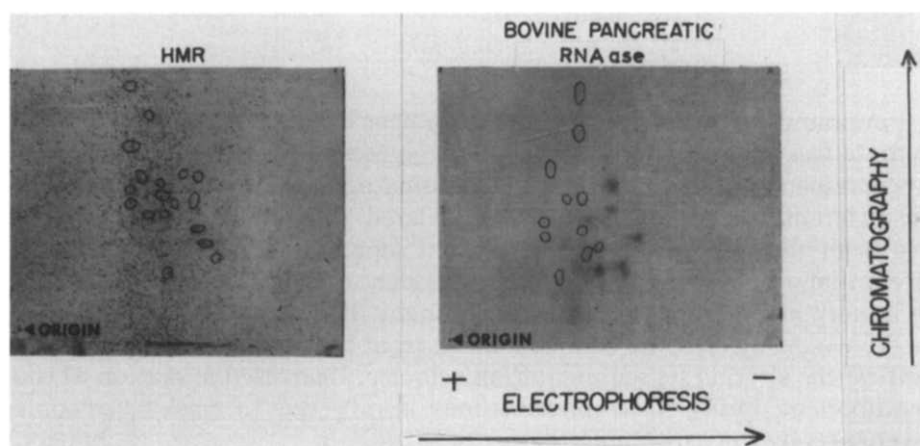 HMR
BOVINE PANCREATIC
RNAase
◄ORIGIN
◄ORIGIN
+ −
ELECTROPHORESIS
CHROMATOGRAPHY